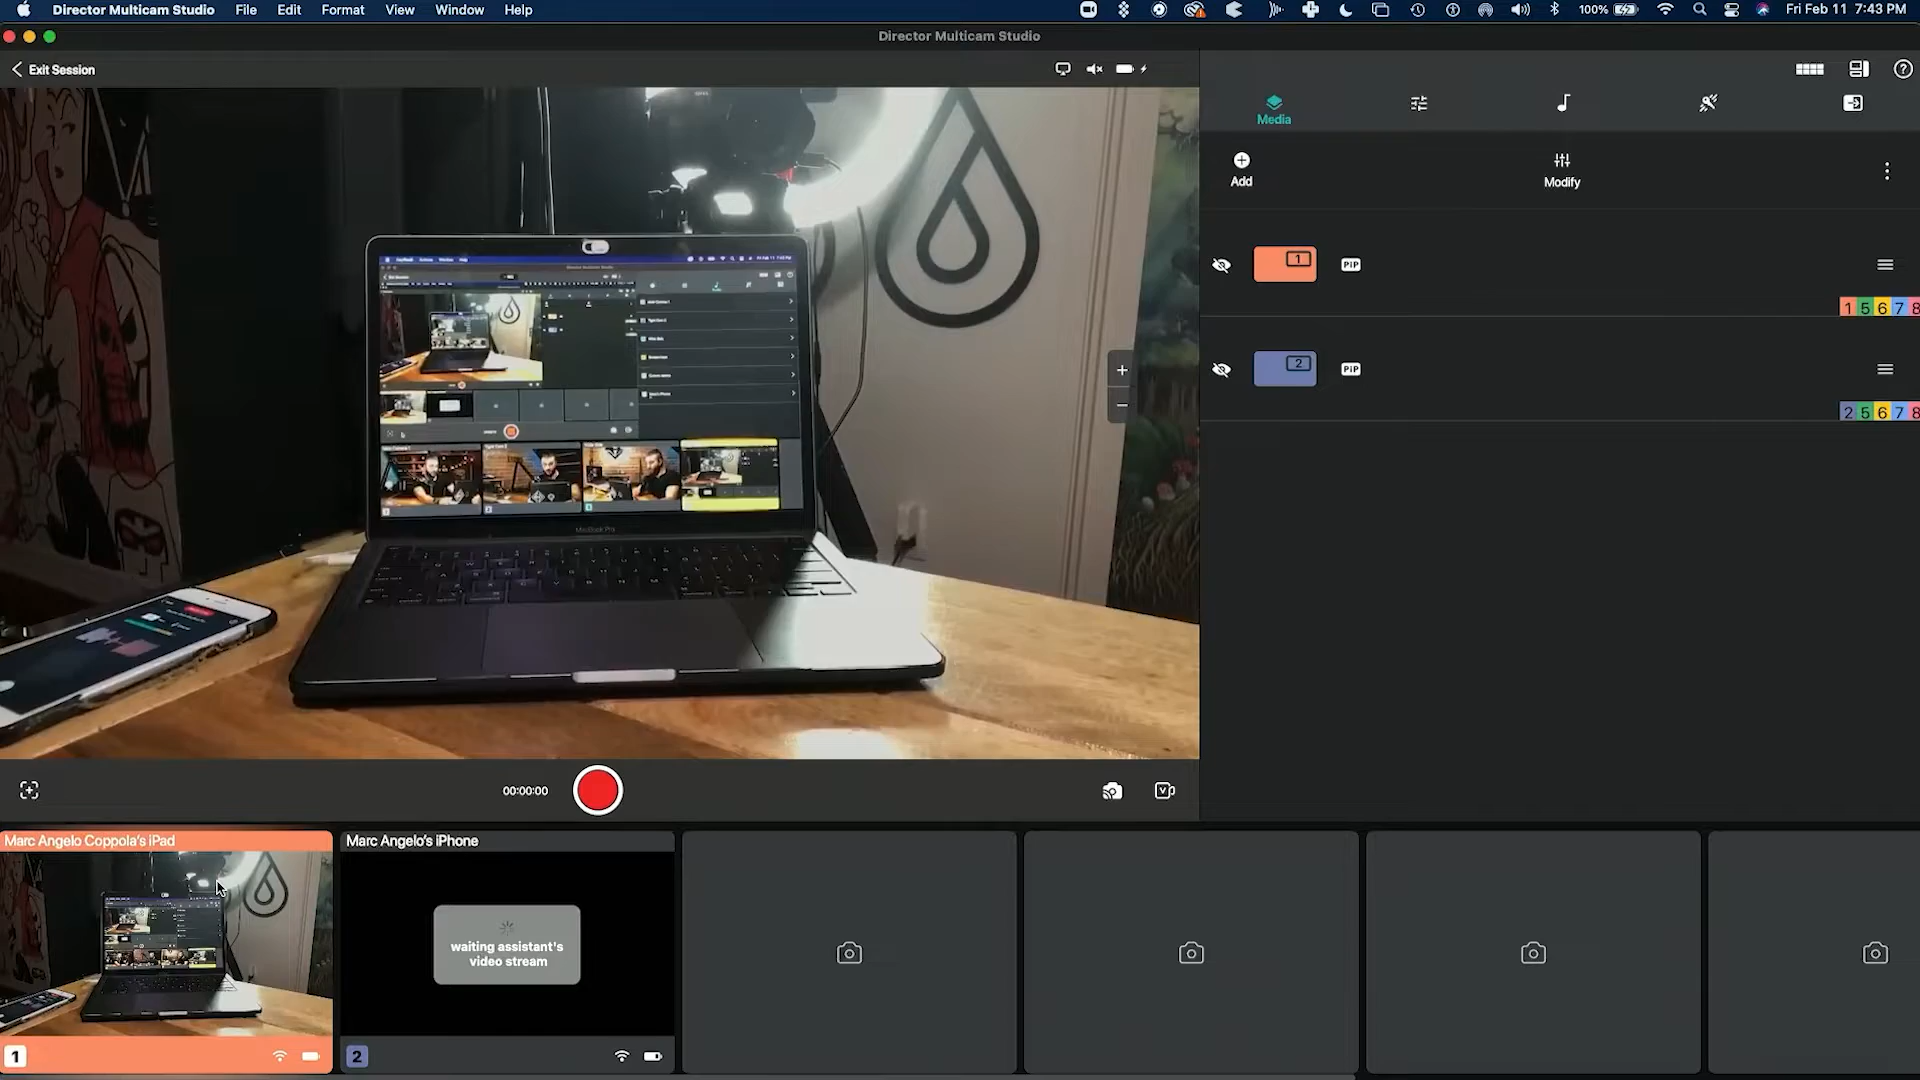 Director Multicam Studio File Edit Format View Window Help
100% Fri Feb 11 7:43 PM
Director Multicam Studio
Exit Session
Media
Add
Modify
1 PIP
1 5 6 7 8
2 PIP
2 5 6 7 8
MacBook Pro
00:00:00
Marc Angelo Coppola's iPad
Marc Angelo's iPhone
waiting assistant's
video stream
1
2